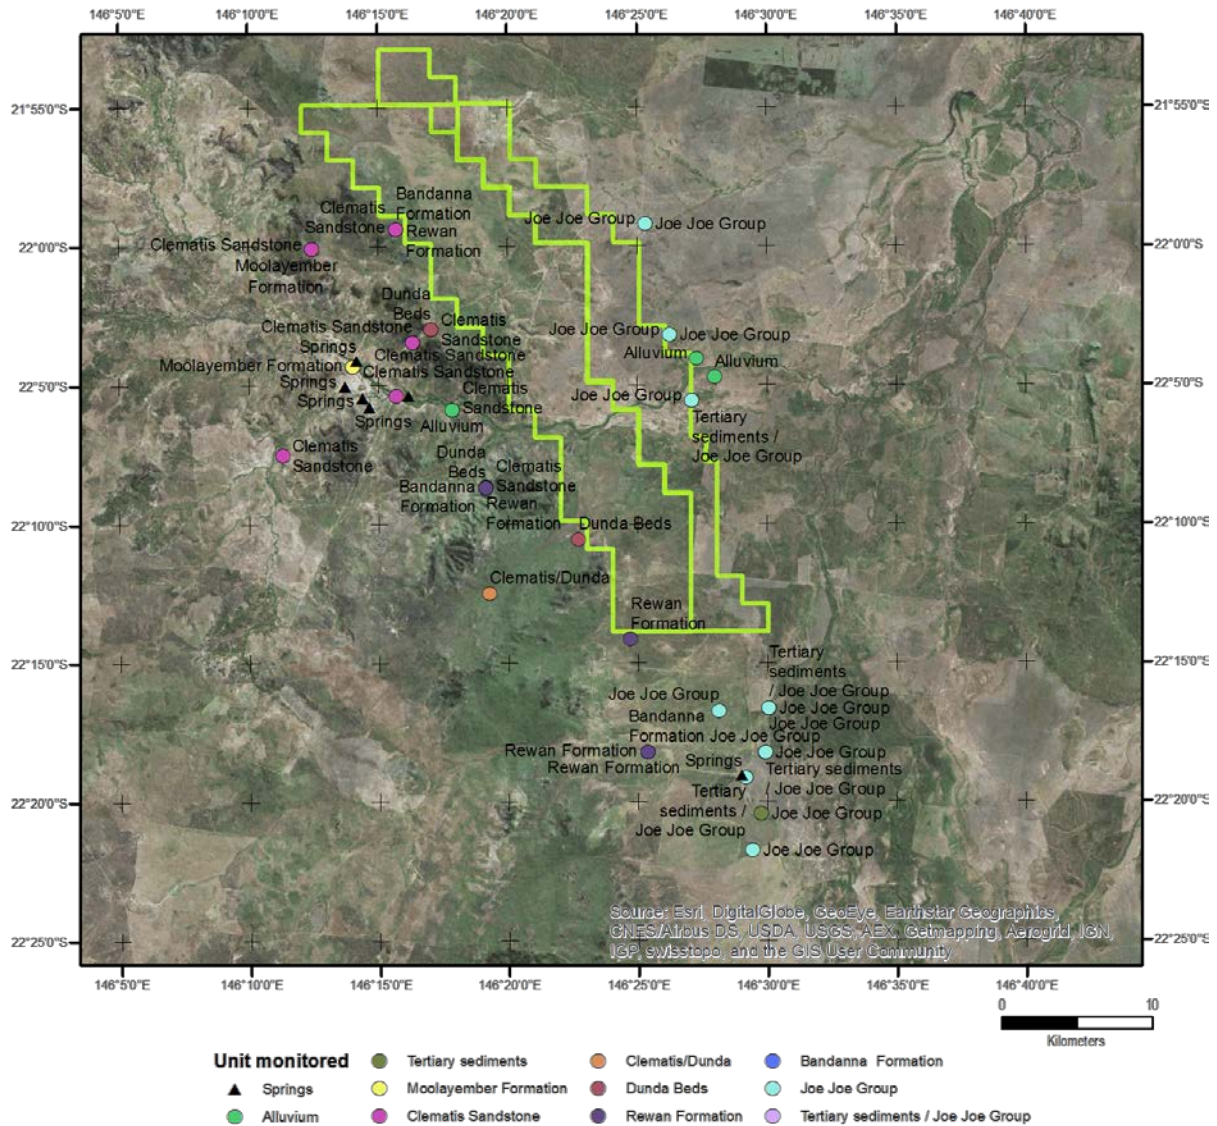 146°5'0"E 146°10'0"E 146°15'0"E 146°20'0"E 146°25'0"E 146°30'0"E 146°35'0"E 146°40'0"E
21°55'0"S
21°55'0"S
Bandanna
Formation
Clematis
Sandstone
Rewan
Formation
Joe Joe Group
Joe Joe Group
22°0'0"S
22°0'0"S
Clematis Sandstone
Moolayember
Formation
Dunda
Beds
Clematis
Sandstone
Clematis Sandstone
Springs
Clematis Sandstone
Joe Joe Group
Joe Joe Group
Alluvium
Alluvium
Moolayember Formation
Clematis Sandstone
Springs
22°5'0"S
22°5'0"S
Clematis
Sandstone
Springs
Springs
Alluvium
Joe Joe Group
Tertiary
sediments /
Joe Joe Group
Clematis
Sandstone
Dunda
Beds
Clematis
Sandstone
Bandanna
Formation
Rewan
Formation
Dunda Beds
22°10'0"S
22°10'0"S
Clematis/Dunda
Rewan
Formation
22°15'0"S
22°15'0"S
Tertiary
sediments
/ Joe Joe Group
Joe Joe Group
Joe Joe Group
Joe Joe Group
Bandanna
Formation
Joe Joe Group
Rewan Formation
Rewan Formation
Springs
Joe Joe Group
Tertiary sediments
/ Joe Joe Group
Tertiary
sediments /
Joe Joe Group
22°20'0"S
22°20'0"S
Joe Joe Group
Joe Joe Group
Source: Esri, DigitalGlobe, GeoEye, Earthstar Geographics,
CNES/Airbus DS, USDA, USGS, AEX, Getmapping, Aerogrid, IGN,
IGP, swisstopo, and the GIS User Community
22°25'0"S
22°25'0"S
146°5'0"E 146°10'0"E 146°15'0"E 146°20'0"E 146°25'0"E 146°30'0"E 146°35'0"E 146°40'0"E
0 10
Kilometers
Unit monitored
Springs
Alluvium
Tertiary sediments
Moolayember Formation
Clematis Sandstone
Clematis/Dunda
Dunda Beds
Rewan Formation
Bandanna Formation
Joe Joe Group
Tertiary sediments / Joe Joe Group